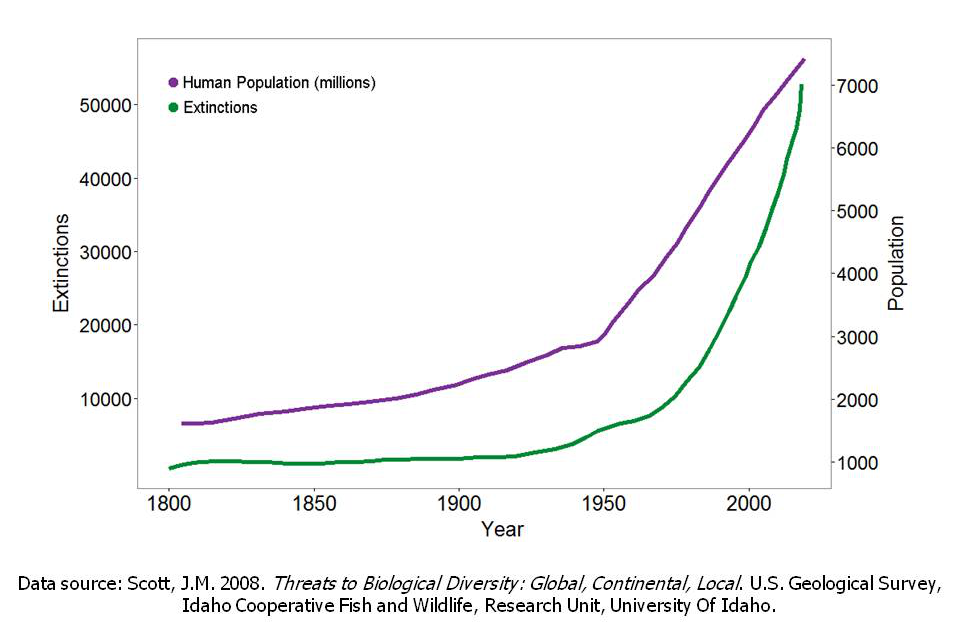 Human Population (millions)
Extinctions
50000
40000
30000
20000
10000
Extinctions
7000
6000
5000
4000
3000
2000
1000
Population
1800 1850 1900 1950 2000
Year
Data source: Scott, J.M. 2008. Threats to Biological Diversity: Global, Continental, Local. U.S. Geological Survey,
Idaho Cooperative Fish and Wildlife, Research Unit, University Of Idaho.